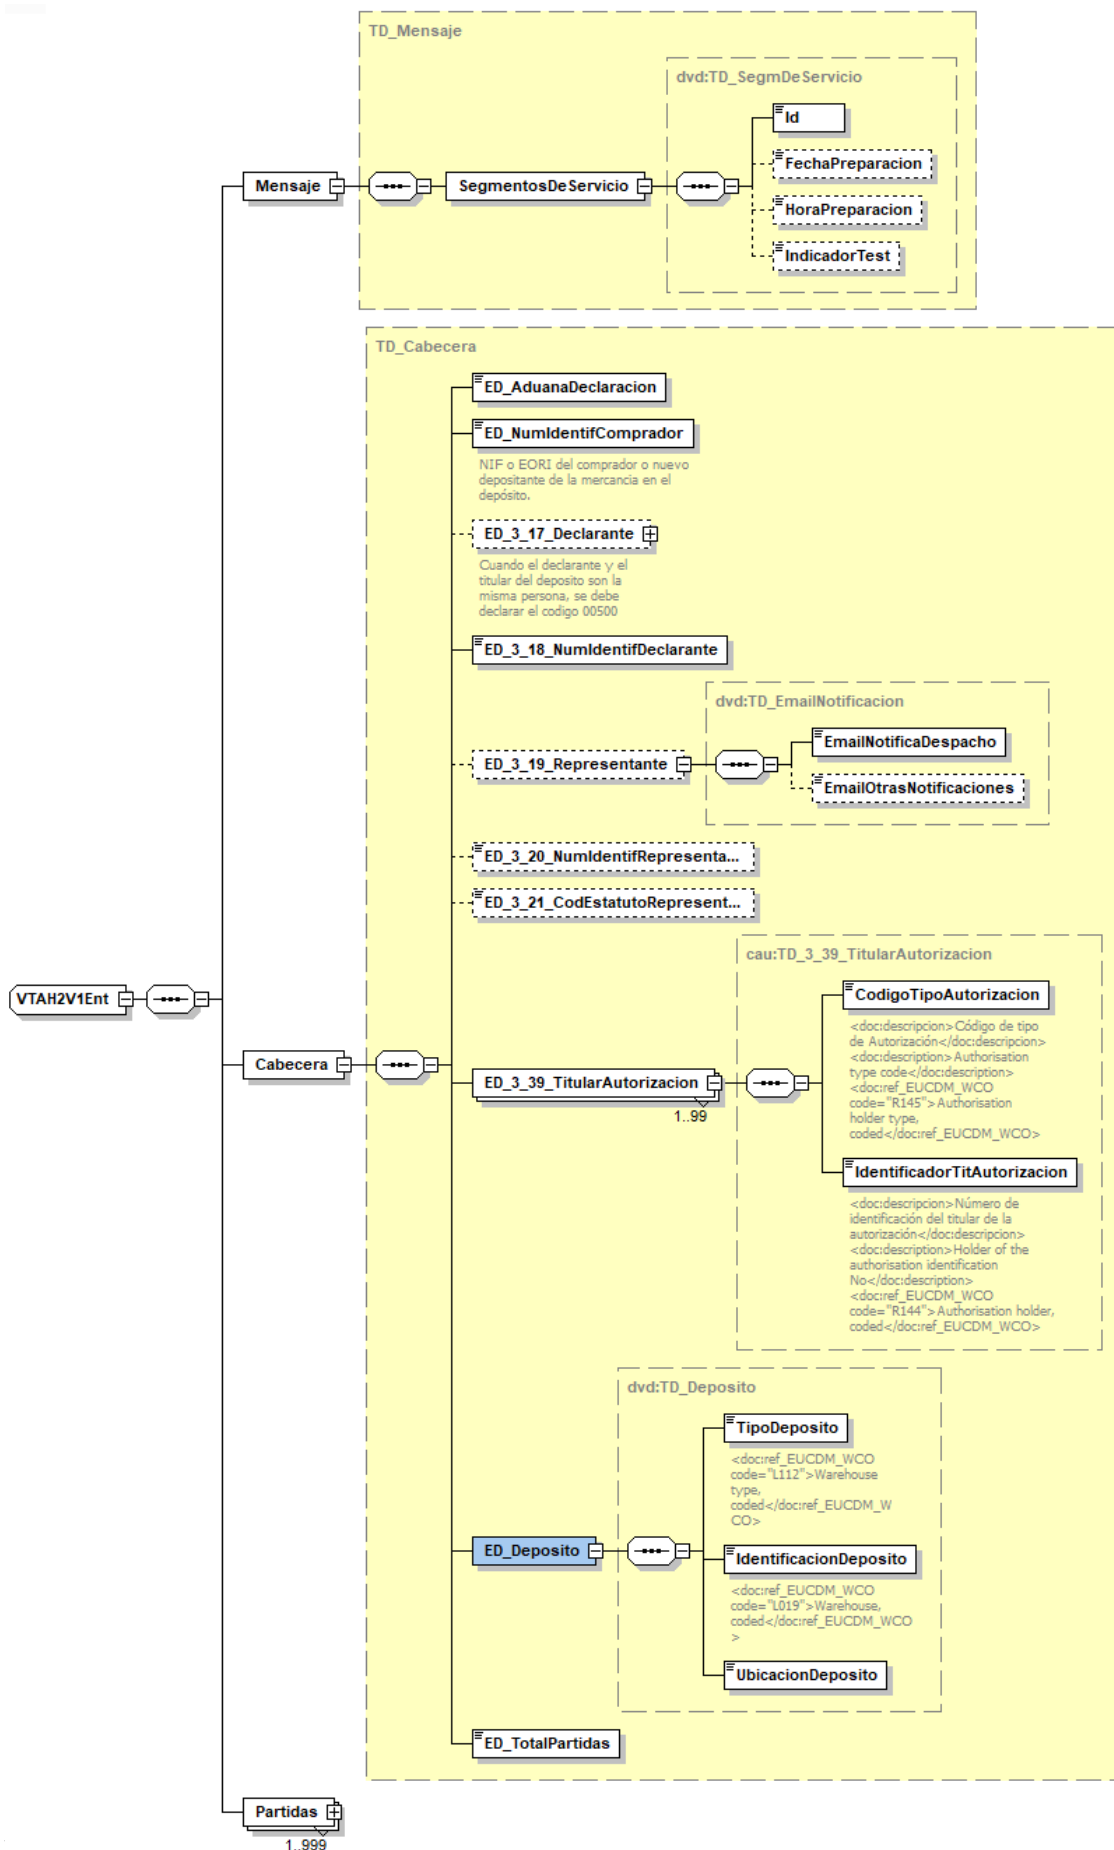 TD_Mensaje
dvd:TD_SegmDeServicio
Id
FechaPreparacion
Mensaje
SegmentosDeServicio
HoraPreparacion
IndicadorTest
TD_Cabecera
ED_AduanaDeclaracion
ED_NumIdentifComprador
NIF o EORI del comprador o nuevo
depositante de la mercancia en el
depósito.
ED_3_17_Declarante
Cuando el declarante y el
titular del deposito son la
misma persona, se debe
declarar el codigo 00500
ED_3_18_NumIdentifDeclarante
dvd:TD_EmailNotificacion
EmailNotificaDespacho
ED_3_19_Representante
EmailOtrasNotificaciones
ED_3_20_NumIdentifRepresenta...
ED_3_21_CodEstatutoRepresent...
cau:TD_3_39_TitularAutorizacion
CodigoTipoAutorizacion
<doc:descripcion>Código de tipo
de Autorización</doc:descripcion>
<doc:description>Authorisation
type code</doc:description>
<doc:ref_EUCDM_WCO
code="R145">Authorisation
holder type,
coded</doc:ref_EUCDM_WCO>
VTAH2V1Ent
Cabecera
ED_3_39_TitularAutorizacion
1..99
IdentificadorTitAutorizacion
<doc:descripcion>Número de
identificación del titular de la
autorización</doc:descripcion>
<doc:description>Holder of the
authorisation identification
No</doc:description>
<doc:ref_EUCDM_WCO
code="R144">Authorisation holder,
coded</doc:ref_EUCDM_WCO>
dvd:TD_Deposito
TipoDeposito
<doc:ref_EUCDM_WCO
code="L112">Warehouse
type,
coded</doc:ref_EUCDM_W
CO>
ED_Deposito
IdentificacionDeposito
<doc:ref_EUCDM_WCO
code="L019">Warehouse,
coded</doc:ref_EUCDM_WCO
>
UbicacionDeposito
ED_TotalPartidas
Partidas
1..999